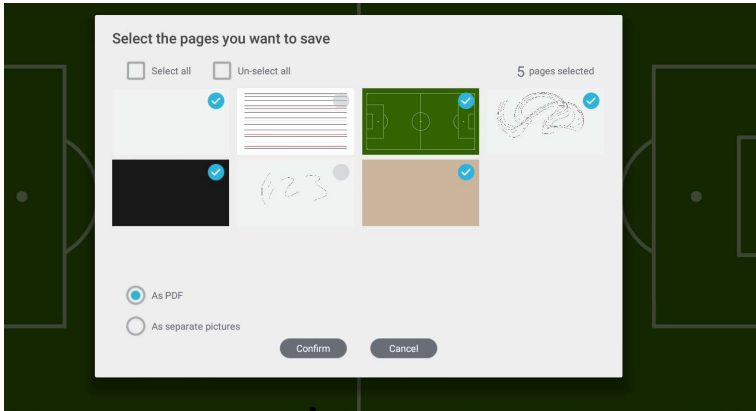 Select the pages you want to save
Select all Un-select all 5 pages selected
123
As PDF
As separate pictures
Confirm Cancel